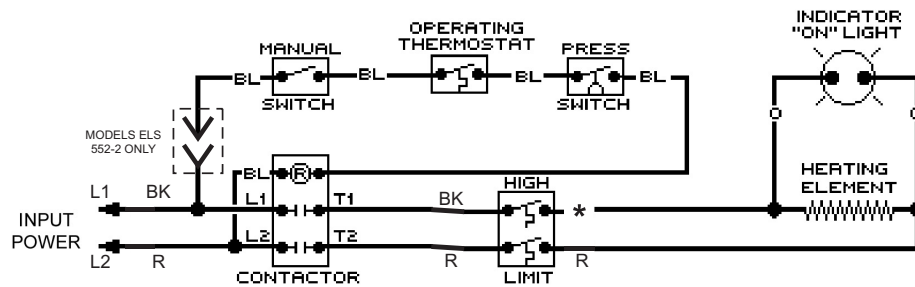 INDICATOR
"ON" LIGHT
OPERATING
THERMOSTAT
MANUAL
PRESS
BL
BL
BL
BL
SWITCH
SWITCH
MODELS ELS
552-2 ONLY
O
O
BL
R
HIGH
HEATING
ELEMENT
L1
BK
L1
T1
BK
*
INPUT
POWER
L2
T2
L2
R
R
R
CONTACTOR
LIMIT